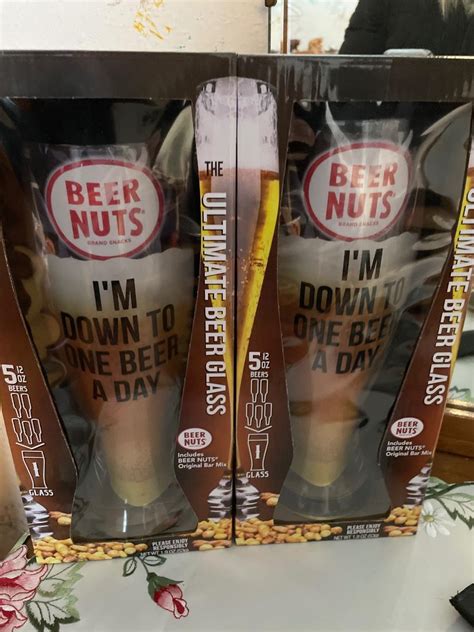 BEER
NUTS®
BRAND SNACKS
I'M
DOWN TO
ONE BEER
A DAY
THE
ULTIMATE BEER GLASS
5 12
OZ
BEERS
1
GLASS
BEER
NUTS
Includes
BEER NUTS®
Original Bar Mix
PLEASE ENJOY
RESPONSIBLY
BEER
NUTS®
BRAND SNACKS
I'M
DOWN TO
ONE BEE
A DAY
ULTIMATE BEER GLASS
5 12
OZ
BEERS
1
GLASS
BEER
NUTS
Includes
BEER NUTS®
Original Bar Mix
PLEASE ENJOY
RESPONSIBLY